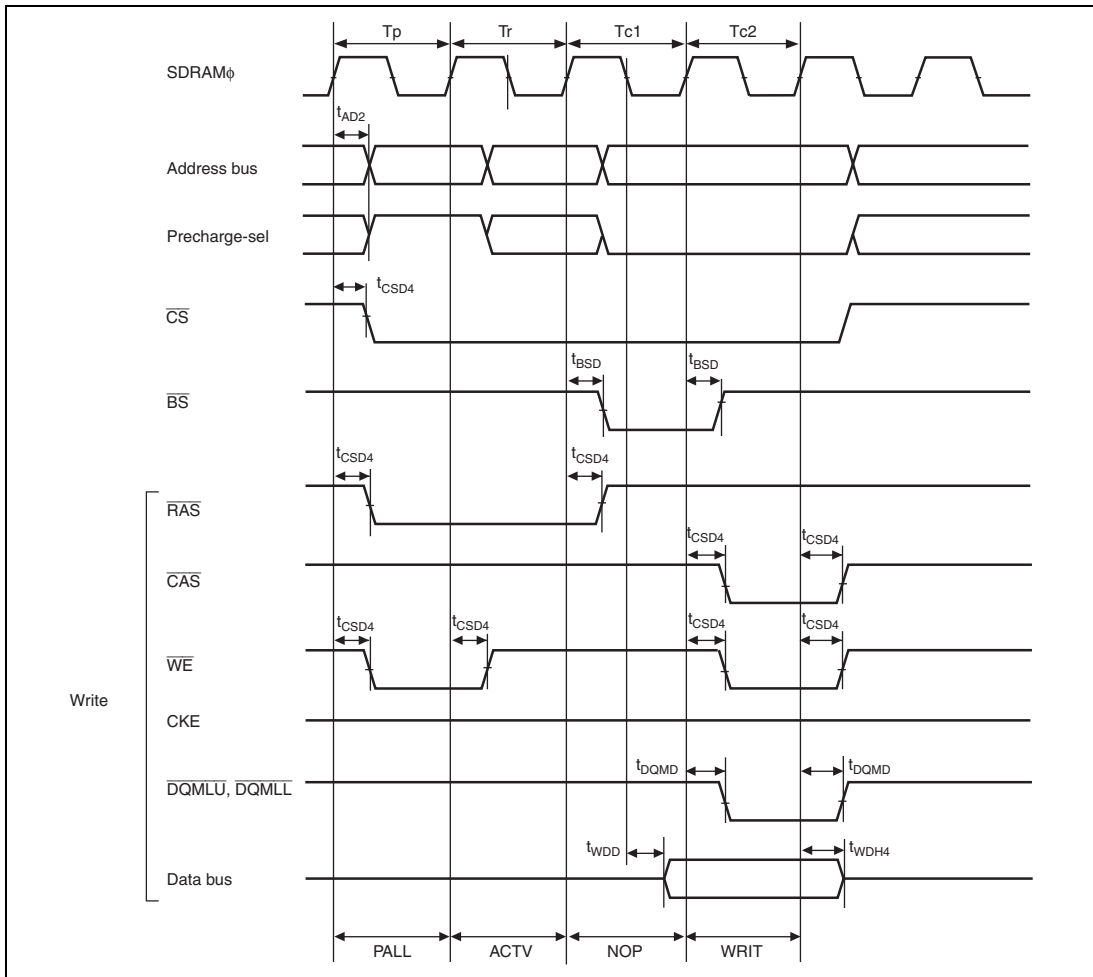 Tp Tr Tc1 Tc2
SDRAMϕ
tAD2
Address bus
Precharge-sel
tCSD4
CS
tBSD tBSD
BS
tCSD4 tCSD4
RAS
tCSD4 tCSD4
CAS
tCSD4 tCSD4 tCSD4 tCSD4
WE
Write
CKE
tDQMD tDQMD
DQMLU, DQMLL
tWDD tWDH4
Data bus
PALL ACTV NOP WRIT